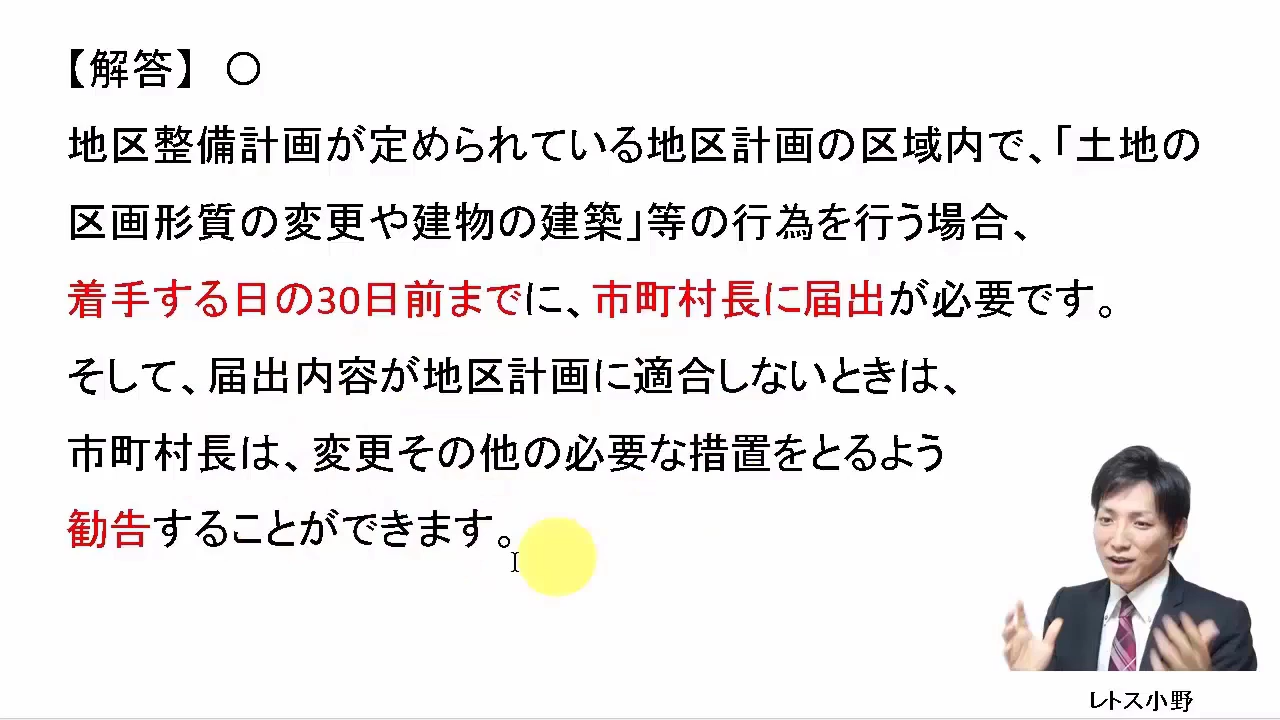 【解答】 〇
地区整備計画が定められている地区計画の区域内で、「土地の
区画形質の変更や建物の建築」等の行為を行う場合、
着手する日の30日前までに、市町村長に届出が必要です。
そして、届出内容が地区計画に適合しないときは、
市町村長は、変更その他の必要な措置をとるよう
勧告することができます。
レトス小野